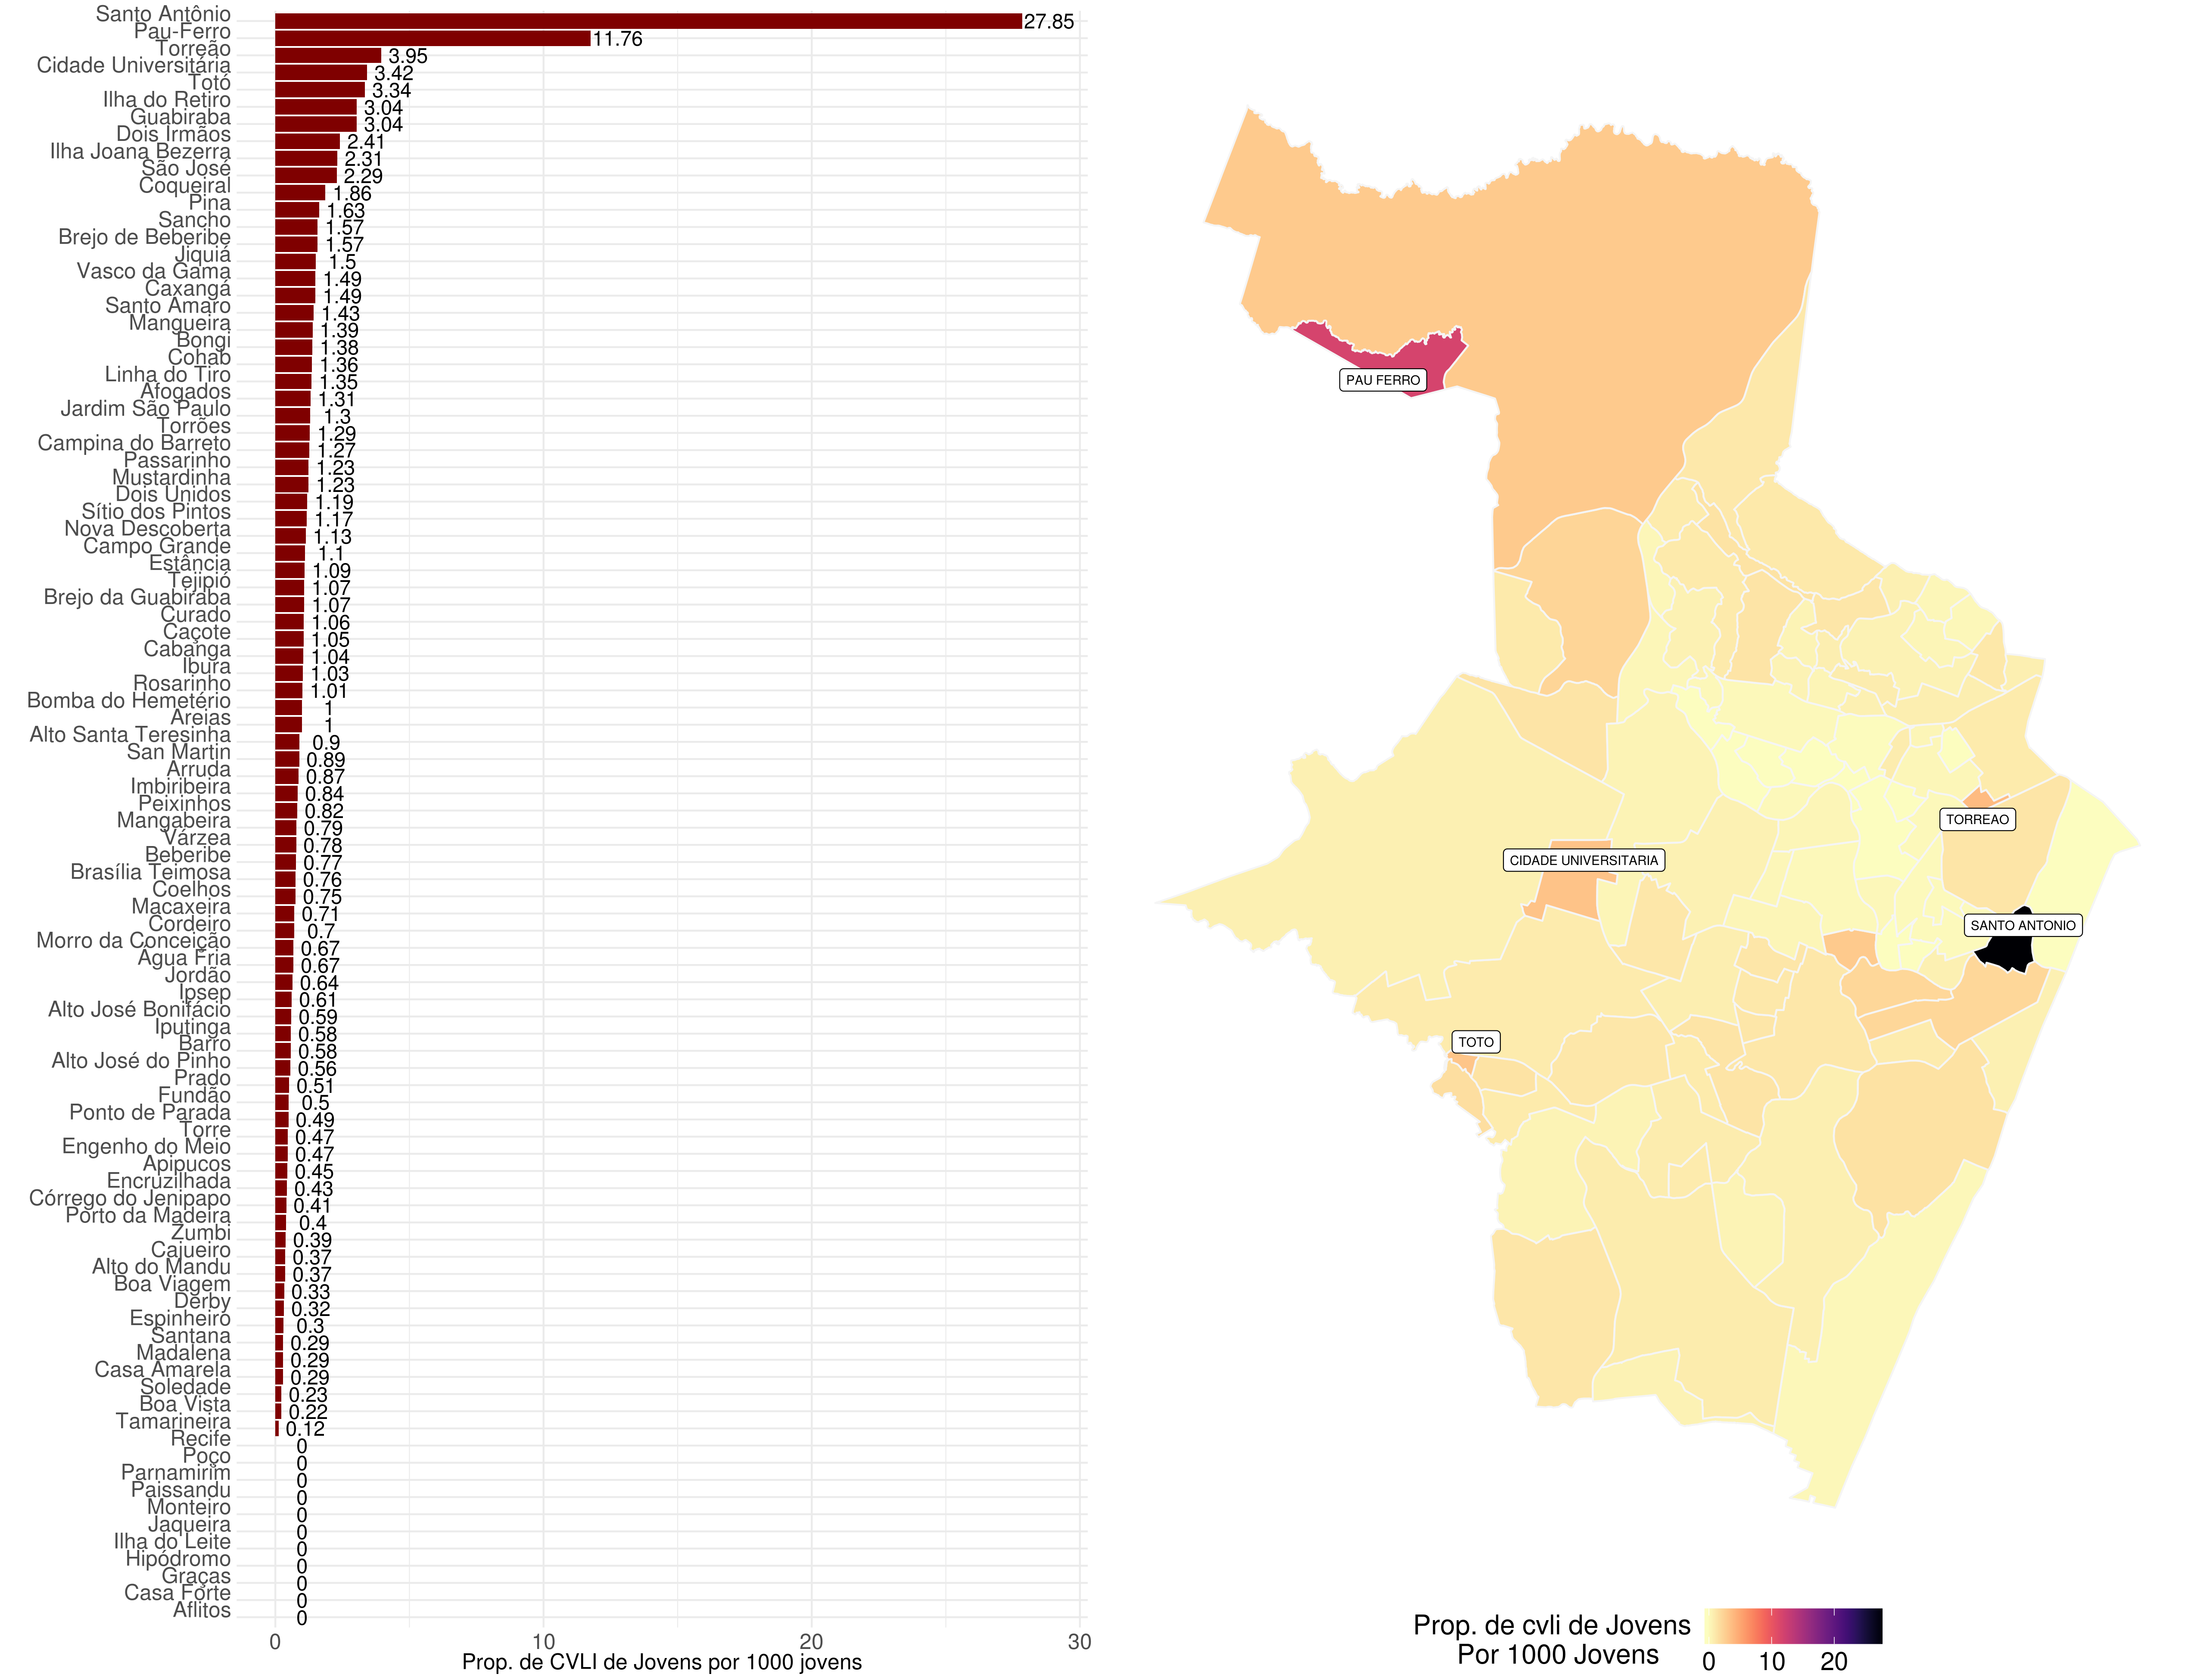 Santo Antônio 27.85
Pau-Ferro 11.76
Torreão 3.95
Cidade Universitária 3.42
Totó 3.34
Ilha do Retiro 3.04
Guabiraba 3.04
Dois Irmãos 2.41
Ilha Joana Bezerra 2.31
São José 2.29
Coqueiral 1.86
Pina 1.63
Sancho 1.57
Brejo de Beberibe 1.57
Jiquiá 1.5
Vasco da Gama 1.49
Caxangá 1.49
Santo Amaro 1.43
Mangueira 1.39
Bongi 1.38
Cohab 1.36
Linha do Tiro 1.35
Afogados 1.31
Jardim São Paulo 1.3
Torrões 1.29
Campina do Barreto 1.27
Passarinho 1.23
Mustardinha 1.23
Dois Unidos 1.19
Sítio dos Pintos 1.17
Nova Descoberta 1.13
Campo Grande 1.1
Estância 1.09
Tejipió 1.07
Brejo da Guabiraba 1.07
Curado 1.06
Caçote 1.05
Cabanga 1.04
Ibura 1.03
Rosarinho 1.01
Bomba do Hemetério 1
Areias 1
Alto Santa Teresinha 0.9
San Martin 0.89
Arruda 0.87
Imbiribeira 0.84
Peixinhos 0.82
Mangabeira 0.79
Várzea 0.78
Beberibe 0.77
Brasília Teimosa 0.76
Coelhos 0.75
Macaxeira 0.71
Cordeiro 0.7
Morro da Conceição 0.67
Água Fria 0.67
Jordão 0.64
Ipsep 0.61
Alto José Bonifácio 0.59
Iputinga 0.58
Barro 0.58
Alto José do Pinho 0.56
Prado 0.51
Fundão 0.5
Ponto de Parada 0.49
Torre 0.47
Engenho do Meio 0.47
Apipucos 0.45
Encruzilhada 0.43
Córrego do Jenipapo 0.41
Porto da Madeira 0.4
Zumbi 0.39
Cajueiro 0.37
Alto do Mandu 0.37
Boa Viagem 0.33
Derby 0.32
Espinheiro 0.3
Santana 0.29
Madalena 0.29
Casa Amarela 0.29
Soledade 0.23
Boa Vista 0.22
Tamarineira 0.12
Recife 0
Poço 0
Parnamirim 0
Paissandu 0
Monteiro 0
Jaqueira 0
Ilha do Leite 0
Hipódromo 0
Graças 0
Casa Forte 0
Aflitos 0
0 10 20 30
Prop. de CVLI de Jovens por 1000 jovens
PAU FERRO
TORREAO
CIDADE UNIVERSITARIA
SANTO ANTONIO
TOTO
Prop. de cvli de Jovens
Por 1000 Jovens
0 10 20